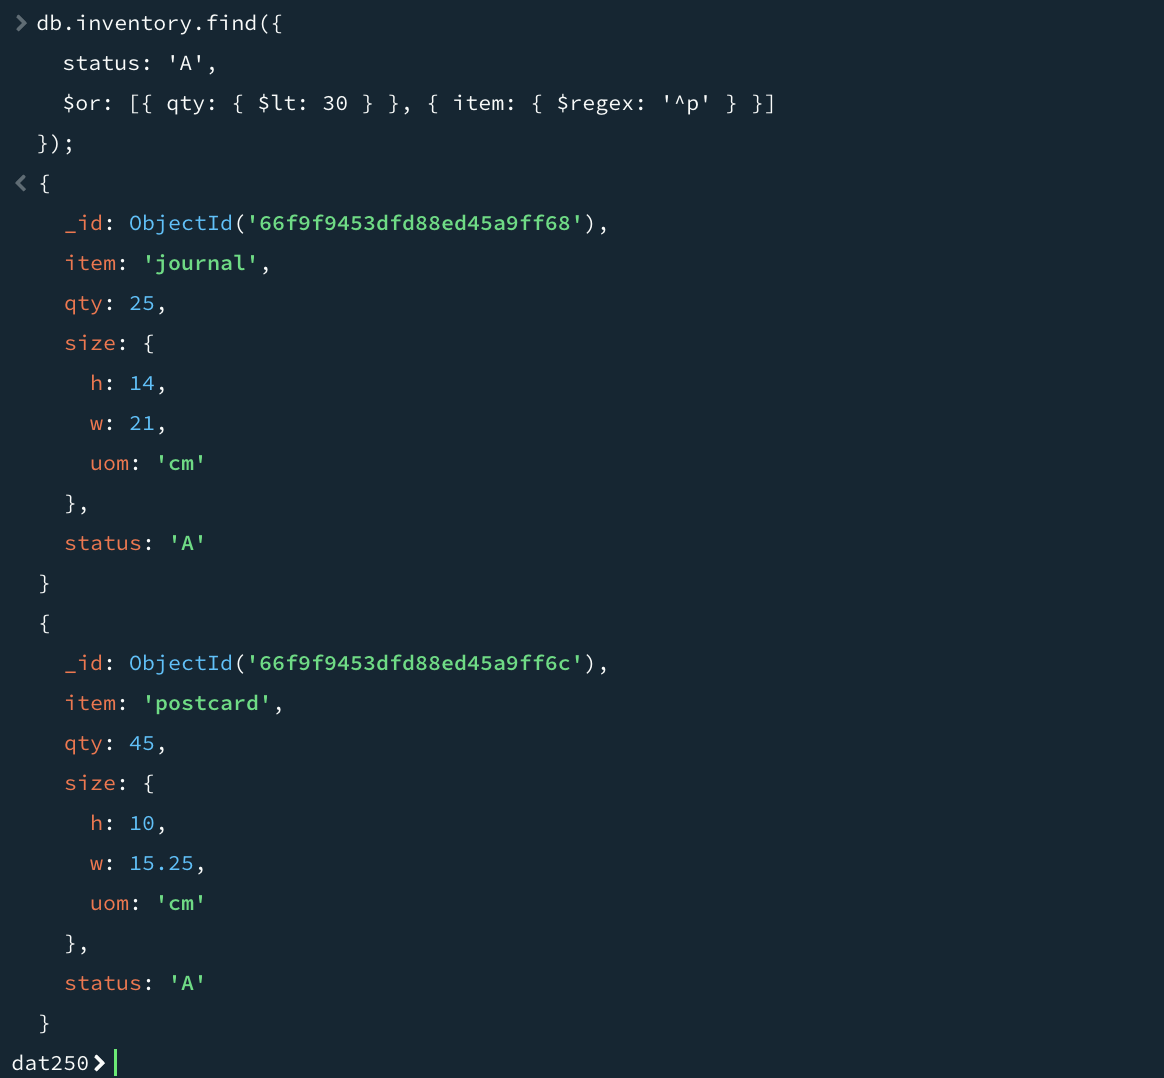 > db.inventory.find({
    status: 'A',
    $or: [{ qty: { $lt: 30 } }, { item: { $regex: '^p' } }]
  });
< {
    _id: ObjectId('66f9f9453dfd88ed45a9ff68'),
    item: 'journal',
    qty: 25,
    size: {
      h: 14,
      w: 21,
      uom: 'cm'
    },
    status: 'A'
  }
  {
    _id: ObjectId('66f9f9453dfd88ed45a9ff6c'),
    item: 'postcard',
    qty: 45,
    size: {
      h: 10,
      w: 15.25,
      uom: 'cm'
    },
    status: 'A'
  }
dat250>